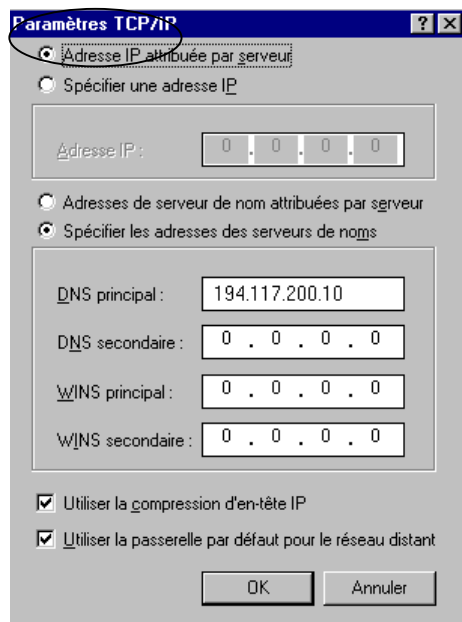 Paramètres TCP/IP
Adresse IP attribuée par serveur
Spécifier une adresse IP
Adresse IP : 0 . 0 . 0 . 0
Adresses de serveur de nom attribuées par serveur
Spécifier les adresses des serveurs de noms
DNS principal : 194.117.200.10
DNS secondaire : 0 . 0 . 0 . 0
WINS principal : 0 . 0 . 0 . 0
WINS secondaire : 0 . 0 . 0 . 0
Utiliser la compression d'en-tête IP
Utiliser la passerelle par défaut pour le réseau distant
OK Annuler